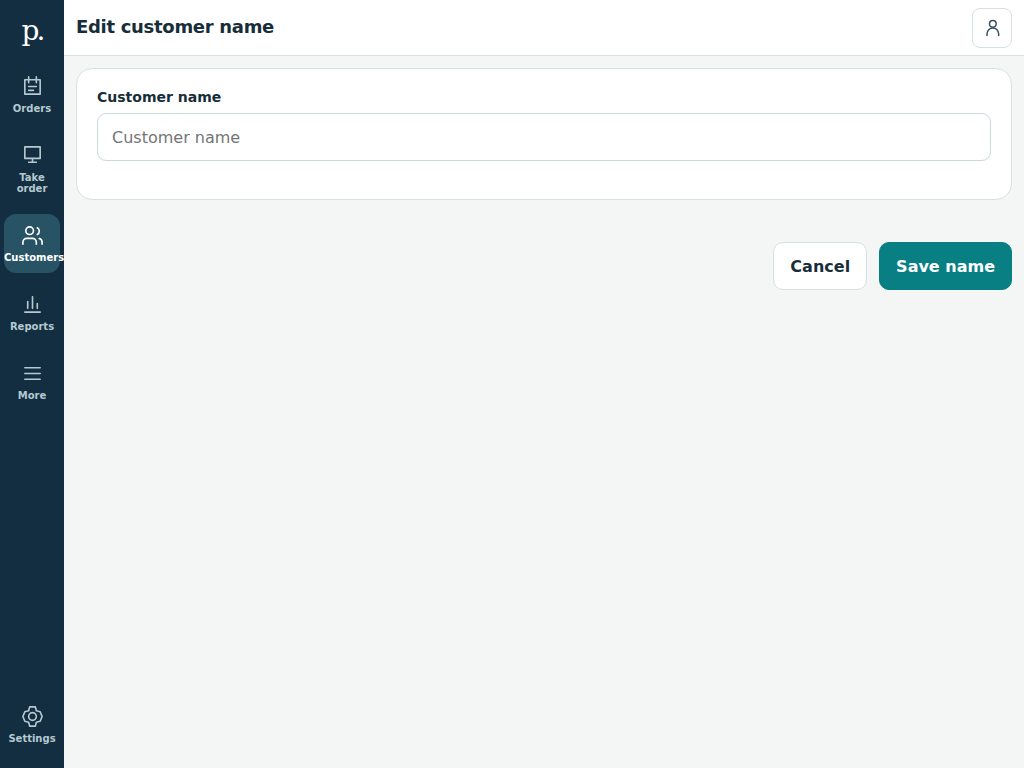 p.
Edit customer name
Orders
Take
order
Customers
Reports
More
Settings
Customer name
Customer name
Cancel
Save name